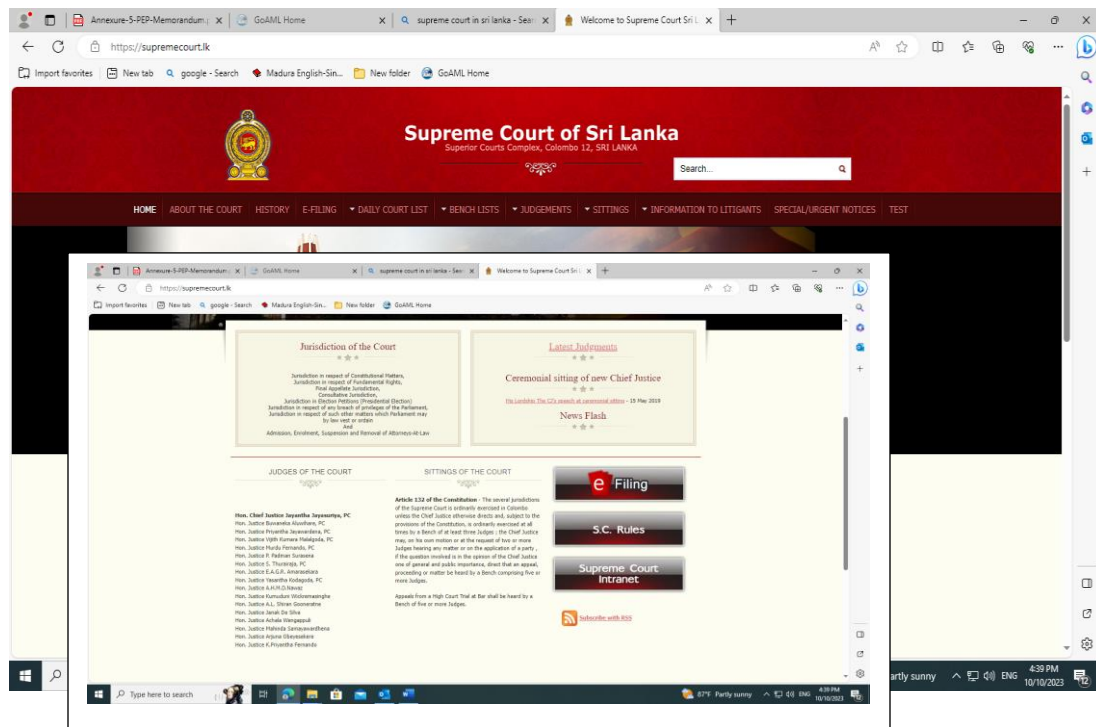 Annexure-5-PEP-Memorandum.p
GoAML Home
supreme court in sri lanka - Sear
Welcome to Supreme Court Sri L
https://supremecourt.lk
Import favorites
New tab
google - Search
Madura English-Sin...
New folder
GoAML Home
Supreme Court of Sri Lanka
Superior Courts Complex, Colombo 12, SRI LANKA
Search...
HOME ABOUT THE COURT HISTORY E-FILING DAILY COURT LIST BENCH LISTS JUDGEMENTS SITTINGS INFORMATION TO LITIGANTS SPECIAL/URGENT NOTICES TEST
Annexure-5-PEP-Memorandum.
GoAML Home
supreme court in sri lanka - Sear
Welcome to Supreme Court Sri L
https://supremecourt.lk
Import favorites
New tab
google - Search
Madura English-Sin...
New folder
GoAML Home
Jurisdiction of the Court
Jurisdiction in respect of Constitutional Matters,
Jurisdiction in respect of Fundamental Rights,
Final Appellate Jurisdiction,
Consultative Jurisdiction,
Jurisdiction in Election Petitions (Presidential Election)
Jurisdiction in respect of any breach of privileges of the Parliament,
Jurisdiction in respect of such other matters which Parliament may
by law vest or ordain
And
Admission, Enrolment, Suspension and Removal of Attorneys-At-Law
Latest Judgments
Ceremonial sitting of new Chief Justice
His Lordship The CJ's speech at ceremonial sitting - 15 May 2019
News Flash
JUDGES OF THE COURT
Hon. Chief Justice Jayantha Jayasuriya, PC
Hon. Justice Buwaneka Aluwihare, PC
Hon. Justice Priyantha Jayawardena, PC
Hon. Justice Vijith Kumara Malalgoda, PC
Hon. Justice Murdu Fernando, PC
Hon. Justice P. Padman Surasena
Hon. Justice S. Thurairaja, PC
Hon. Justice E.A.G.R. Amarasekara
Hon. Justice Yasantha Kodagoda, PC
Hon. Justice A.H.M.D.Nawaz
Hon. Justice Kumudini Wickremasinghe
Hon. Justice A.L. Shiran Gooneratne
Hon. Justice Janak De Silva
Hon. Justice Achala Wengappuli
Hon. Justice Mahinda Samayawardhena
Hon. Justice Arjuna Obeyesekere
Hon. Justice K.Priyantha Fernando
SITTINGS OF THE COURT
Article 132 of the Constitution - The several jurisdictions
of the Supreme Court is ordinarily exercised in Colombo
unless the Chief Justice otherwise directs and, subject to the
provisions of the Constitution, is ordinarily exercised at all
times by a Bench of at least three Judges ; the Chief Justice
may, on his own motion or at the request of two or more
Judges hearing any matter or on the application of a party ,
if the question involved is in the opinion of the Chief Justice
one of general and public importance, direct that an appeal,
proceeding or matter be heard by a Bench comprising five or
more Judges.
Appeals from a High Court Trial at Bar shall be heard by a
Bench of five or more Judges.
e Filing
S.C. Rules
Supreme Court
Intranet
Subscribe with RSS
Type here to search
87°F Partly sunny
ENG
4:39 PM
10/10/2023
artly sunny
ENG
4:39 PM
10/10/2023
12